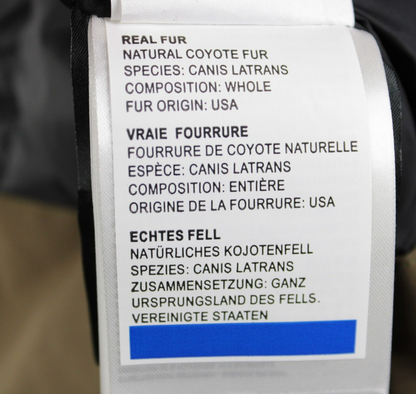 REAL FUR
NATURAL COYOTE FUR
SPECIES: CANIS LATRANS
COMPOSITION: WHOLE
FUR ORIGIN: USA
VRAIE FOURRURE
FOURRURE DE COYOTE NATURELLE
ESPÈCE: CANIS LATRANS
COMPOSITION: ENTIÈRE
ORIGINE DE LA FOURRURE: USA
ECHTES FELL
NATÜRLICHES KOJOTENFELL
SPEZIES: CANIS LATRANS
ZUSAMMENSETZUNG: GANZ
URSPRUNGSLAND DES FELLS.
VEREINIGTE STAATEN